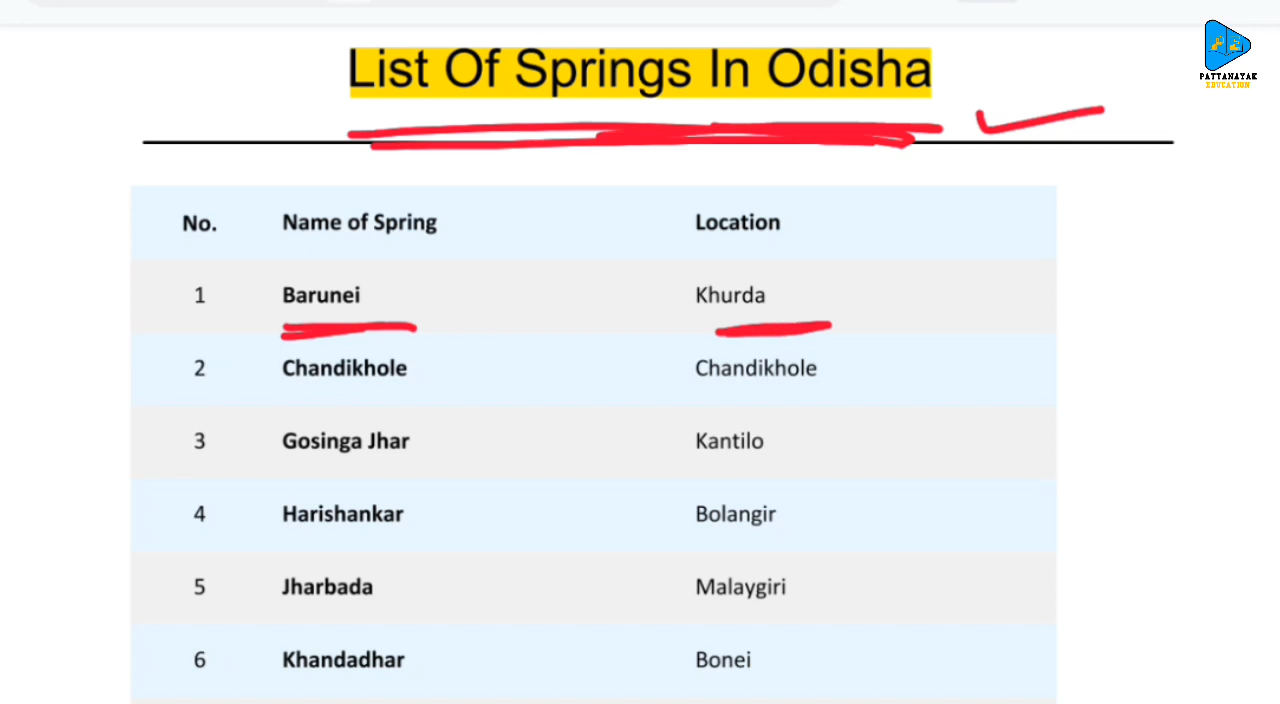 List Of Springs In Odisha
PATTANAYAK
EDUCATION
No. Name of Spring Location
1 Barunei Khurda
2 Chandikhole Chandikhole
3 Gosinga Jhar Kantilo
4 Harishankar Bolangir
5 Jharbada Malaygiri
6 Khandadhar Bonei